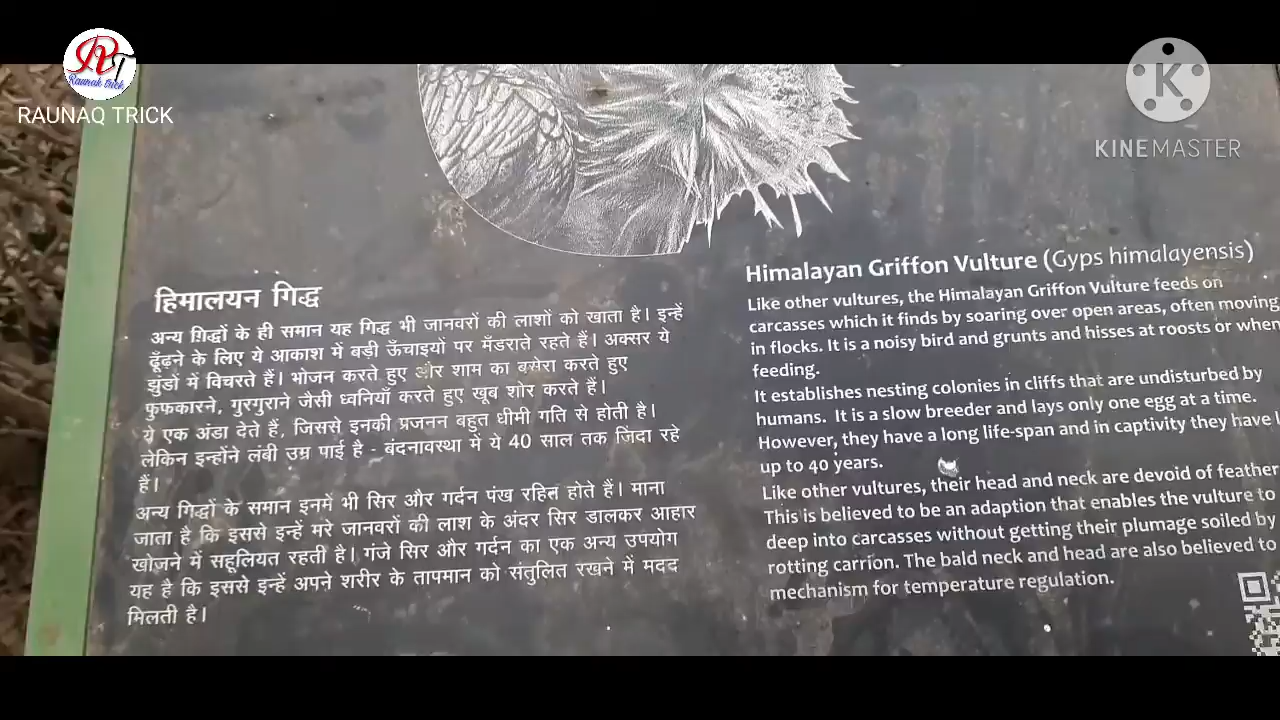 RT
Raunak trick
RAUNAQ TRICK
K
KINEMASTER
हिमालयन गिद्ध
अन्य ग़िद्धों के ही समान यह गिद्ध भी जानवरों की लाशों को खाता है। इन्हें
ढूँढ़ने के लिए ये आकाश में बड़ी ऊँचाइयों पर मँडराते रहते हैं। अक्सर ये
झुंडों में विचरते हैं। भोजन करते हुए और शाम का बसेरा करते हुए
फुफकारने, गुरगुराने जैसी ध्वनियाँ करते हुए खूब शोर करते हैं।
ये एक अंडा देते हैं, जिससे इनकी प्रजनन बहुत धीमी गति से होती है।
लेकिन इन्होंने लंबी उम्र पाई है - बंदनावस्था में ये 40 साल तक जिंदा रहे
हैं।
अन्य गिद्धों के समान इनमें भी सिर और गर्दन पंख रहित होते हैं। माना
जाता है कि इससे इन्हें मरे जानवरों की लाश के अंदर सिर डालकर आहार
खोजने में सहूलियत रहती है। गंजे सिर और गर्दन का एक अन्य उपयोग
यह है कि इससे इन्हें अपने शरीर के तापमान को संतुलित रखने में मदद
मिलती है।
Himalayan Griffon Vulture (Gyps himalayensis)
Like other vultures, the Himalayan Griffon Vulture feeds on
carcasses which it finds by soaring over open areas, often moving
in flocks. It is a noisy bird and grunts and hisses at roosts or when
feeding.
It establishes nesting colonies in cliffs that are undisturbed by
humans. It is a slow breeder and lays only one egg at a time.
However, they have a long life-span and in captivity they have
up to 40 years.
Like other vultures, their head and neck are devoid of feather
This is believed to be an adaption that enables the vulture to
deep into carcasses without getting their plumage soiled by
rotting carrion. The bald neck and head are also believed to
mechanism for temperature regulation.